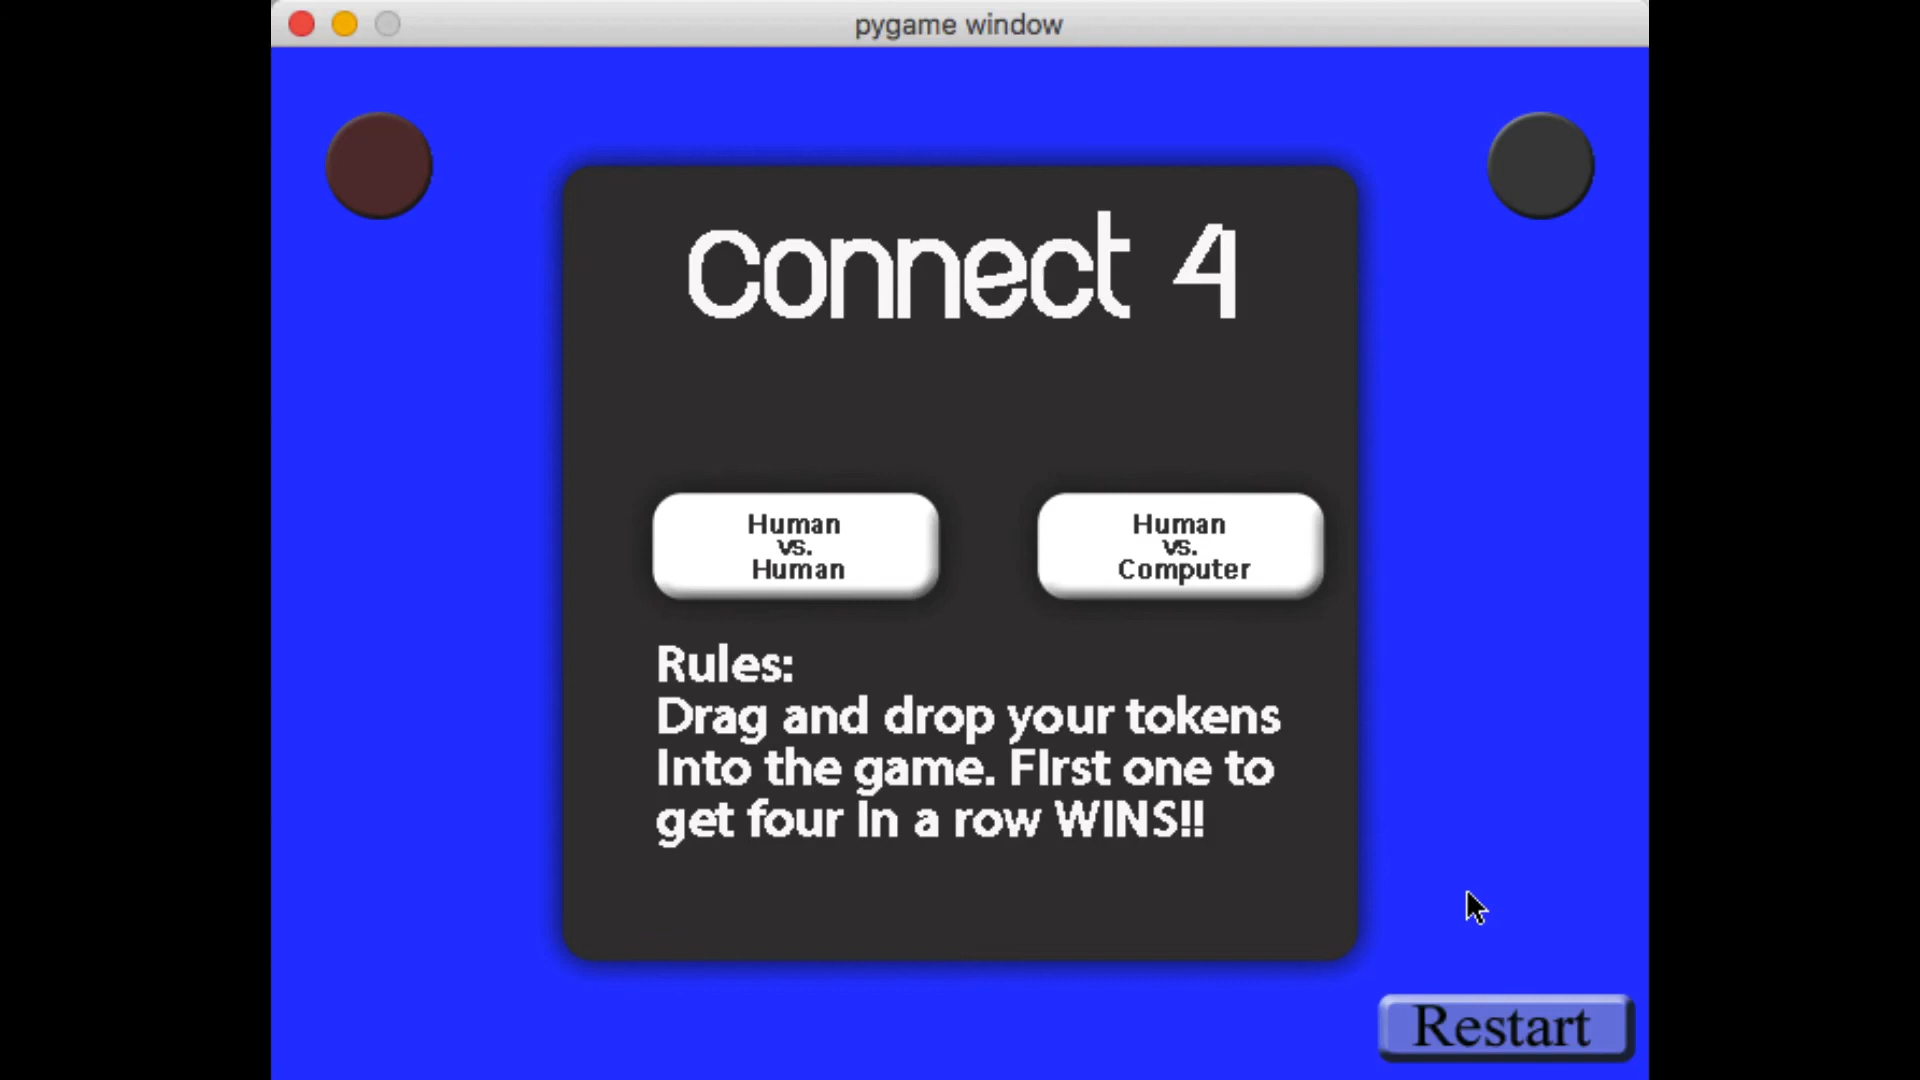 pygame window
Connect 4
Human
vs.
Human
Human
vs.
Computer
Rules:
Drag and drop your tokens
Into the game. FIrst one to
get four In a row WINS!!
Restart